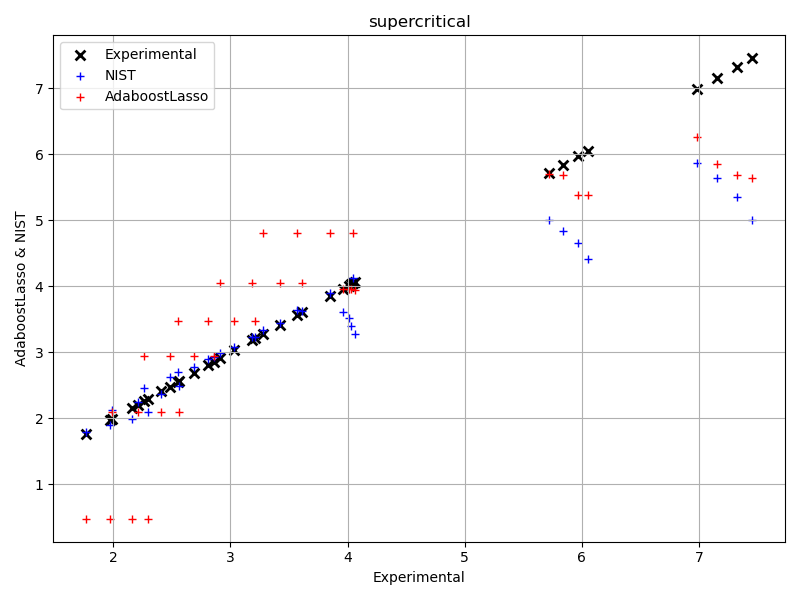 supercritical
Experimental
NIST
AdaboostLasso
AdaboostLasso & NIST
7
6
5
4
3
2
1
2 3 4 5 6 7
Experimental